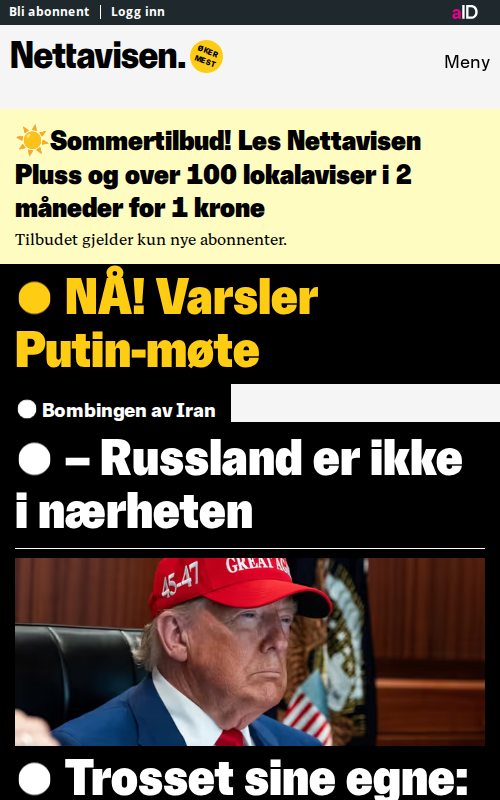 Bli abonnent
Logg inn
aID
Nettavisen.
ØKER
MEST
Meny
Sommertilbud! Les Nettavisen
Pluss og over 100 lokalaviser i 2
måneder for 1 krone
Tilbudet gjelder kun nye abonnenter.
NÅ! Varsler
Putin-møte
Bombingen av Iran
– Russland er ikke
i nærheten
45-47
GREAT AG
Trosset sine egne: